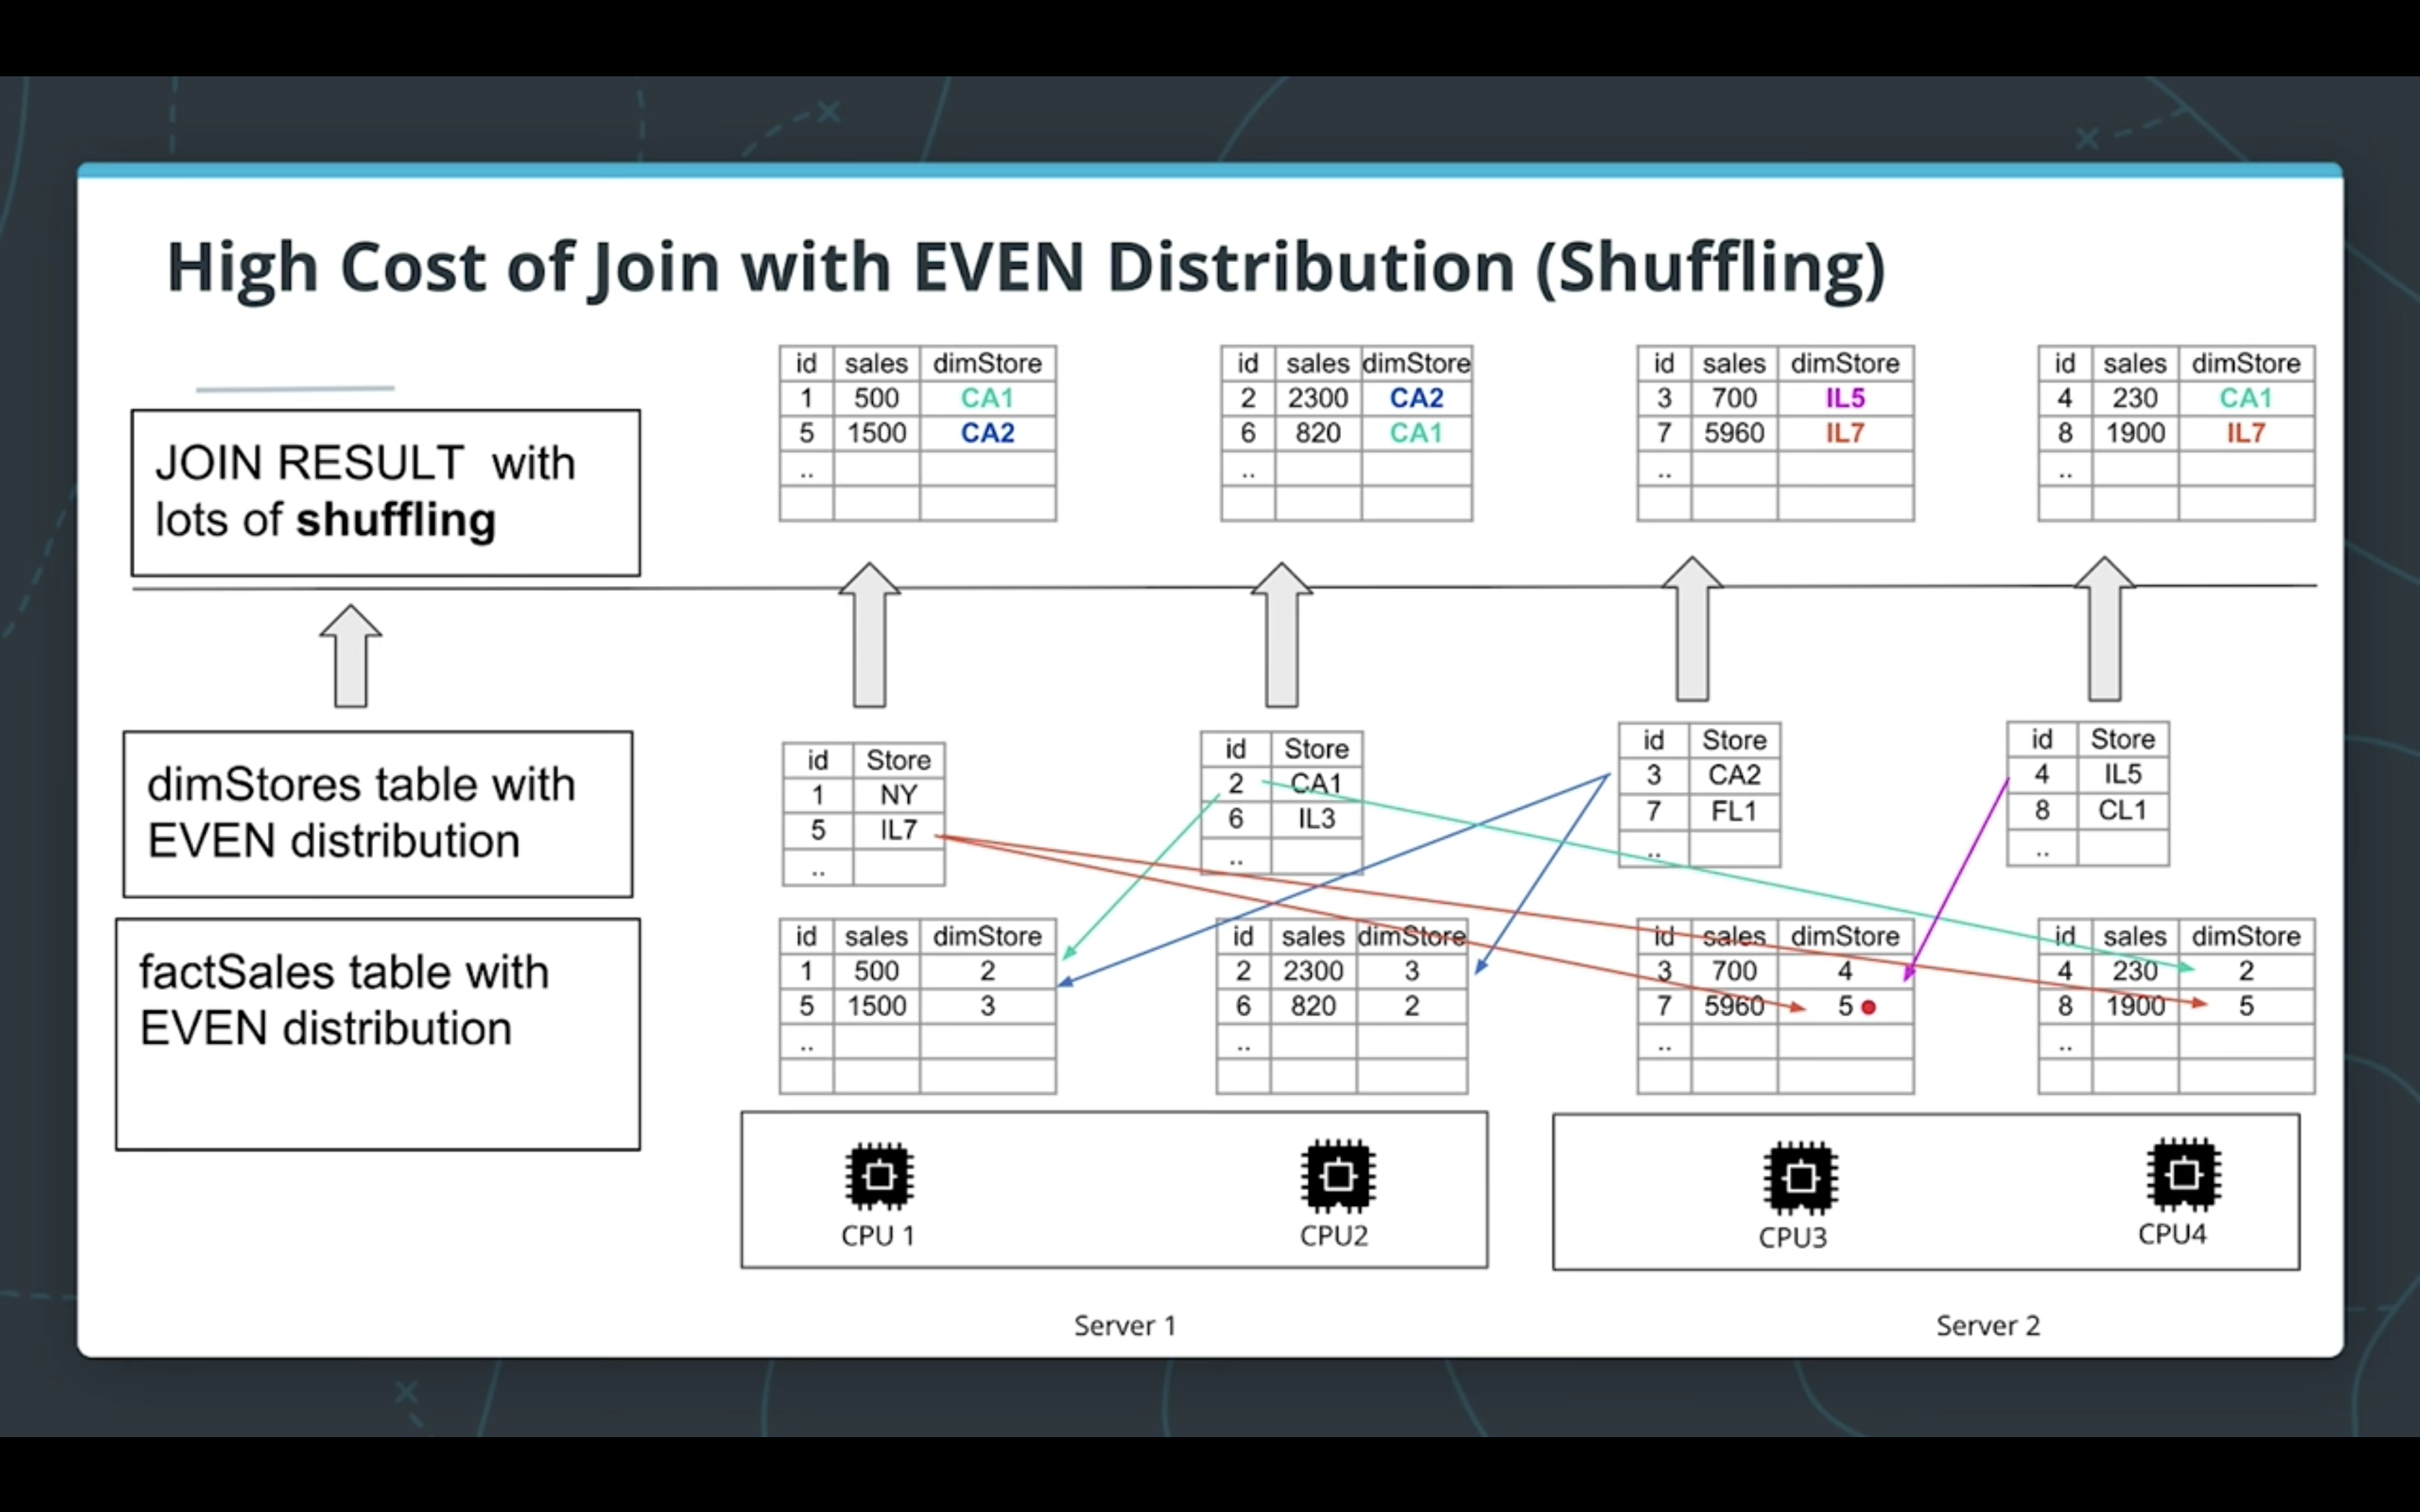 High Cost of Join with EVEN Distribution (Shuffling)
JOIN RESULT with
lots of shuffling
id sales dimStore
1 500 CA1
5 1500 CA2
..
id sales dimStore
2 2300 CA2
6 820 CA1
..
id sales dimStore
3 700 IL5
7 5960 IL7
..
id sales dimStore
4 230 CA1
8 1900 IL7
..
dimStores table with
EVEN distribution
id Store
1 NY
5 IL7
..
id Store
2 CA1
6 IL3
..
id Store
3 CA2
7 FL1
..
id Store
4 IL5
8 CL1
..
factSales table with
EVEN distribution
id sales dimStore
1 500 2
5 1500 3
..
id sales dimStore
2 2300 3
6 820 2
..
id sales dimStore
3 700 4
7 5960 5
..
id sales dimStore
4 230 2
8 1900 5
..
CPU 1
CPU2
CPU3
CPU4
Server 1
Server 2